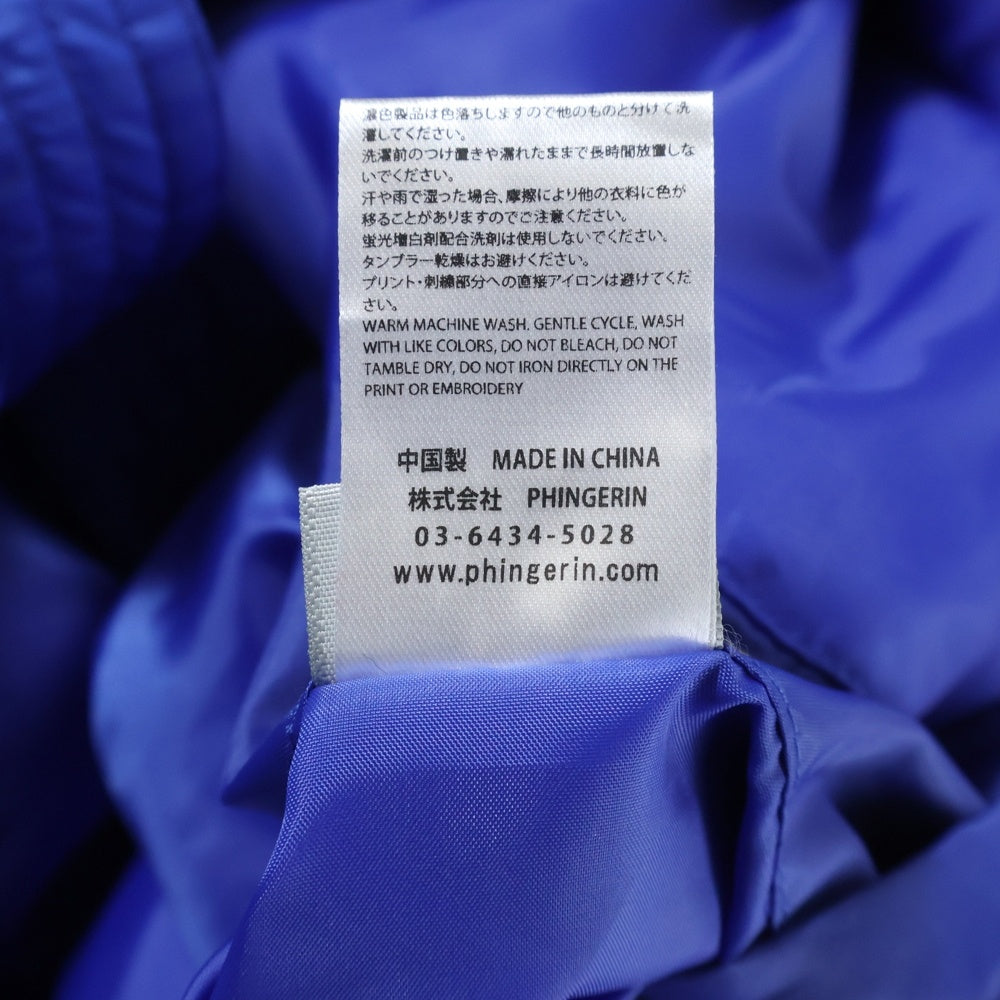 濃色製品は色落ちしますので他のものと分けて洗
濯してください。
洗濯前のつけ置きや濡れたままで長時間放置しな
いでください。
汗や雨で湿った場合、摩擦により他の衣料に色が
移ることがありますのでご注意ください。
蛍光増白剤配合洗剤は使用しないでください。
タンブラー乾燥はお避けください。
プリント・刺繍部分への直接アイロンは避けてくだ
さい。
WARM MACHINE WASH, GENTLE CYCLE, WASH
WITH LIKE COLORS, DO NOT BLEACH, DO NOT
TAMBLE DRY, DO NOT IRON DIRECTLY ON THE
PRINT OR EMBROIDERY
中国製 MADE IN CHINA
株式会社 PHINGERIN
03-6434-5028
www.phingerin.com